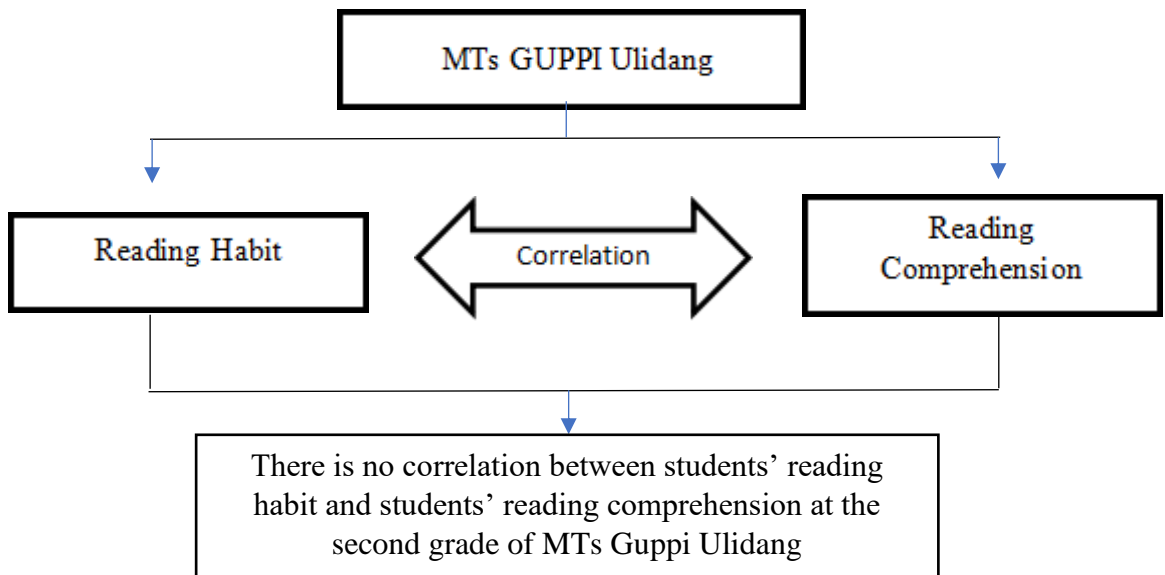 MTs GUPPI Ulidang
Reading Habit
Correlation
Reading
Comprehension
There is no correlation between students’ reading
habit and students’ reading comprehension at the
second grade of MTs Guppi Ulidang